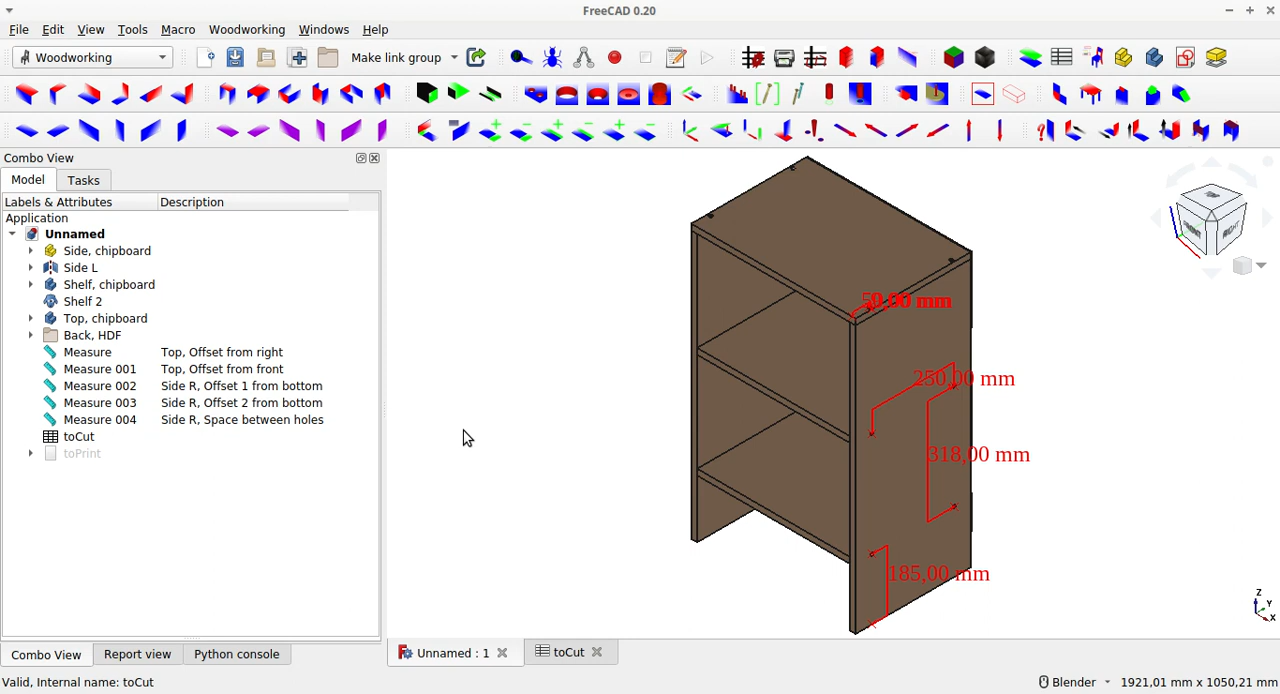 FreeCAD 0.20
File Edit View Tools Macro Woodworking Windows Help
Woodworking Make link group
Combo View
Model Tasks
Labels & Attributes Description
Application
Unnamed
Side, chipboard
Side L
Shelf, chipboard
Shelf 2
Top, chipboard
Back, HDF
Measure Top, Offset from right
Measure 001 Top, Offset from front
Measure 002 Side R, Offset 1 from bottom
Measure 003 Side R, Offset 2 from bottom
Measure 004 Side R, Space between holes
toCut
toPrint
TOP
FRONT RIGHT
250,00 mm
318,00 mm
185,00 mm
Z
Y
X
Combo View Report view Python console
Unnamed : 1 toCut
Valid, Internal name: toCut
Blender 1921,01 mm x 1050,21 mm